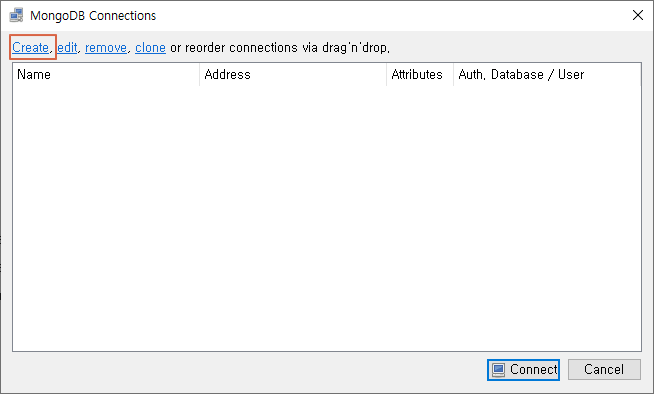 MongoDB Connections
Create, edit, remove, clone or reorder connections via drag'n'drop.
Name Address Attributes Auth. Database / User
Connect Cancel